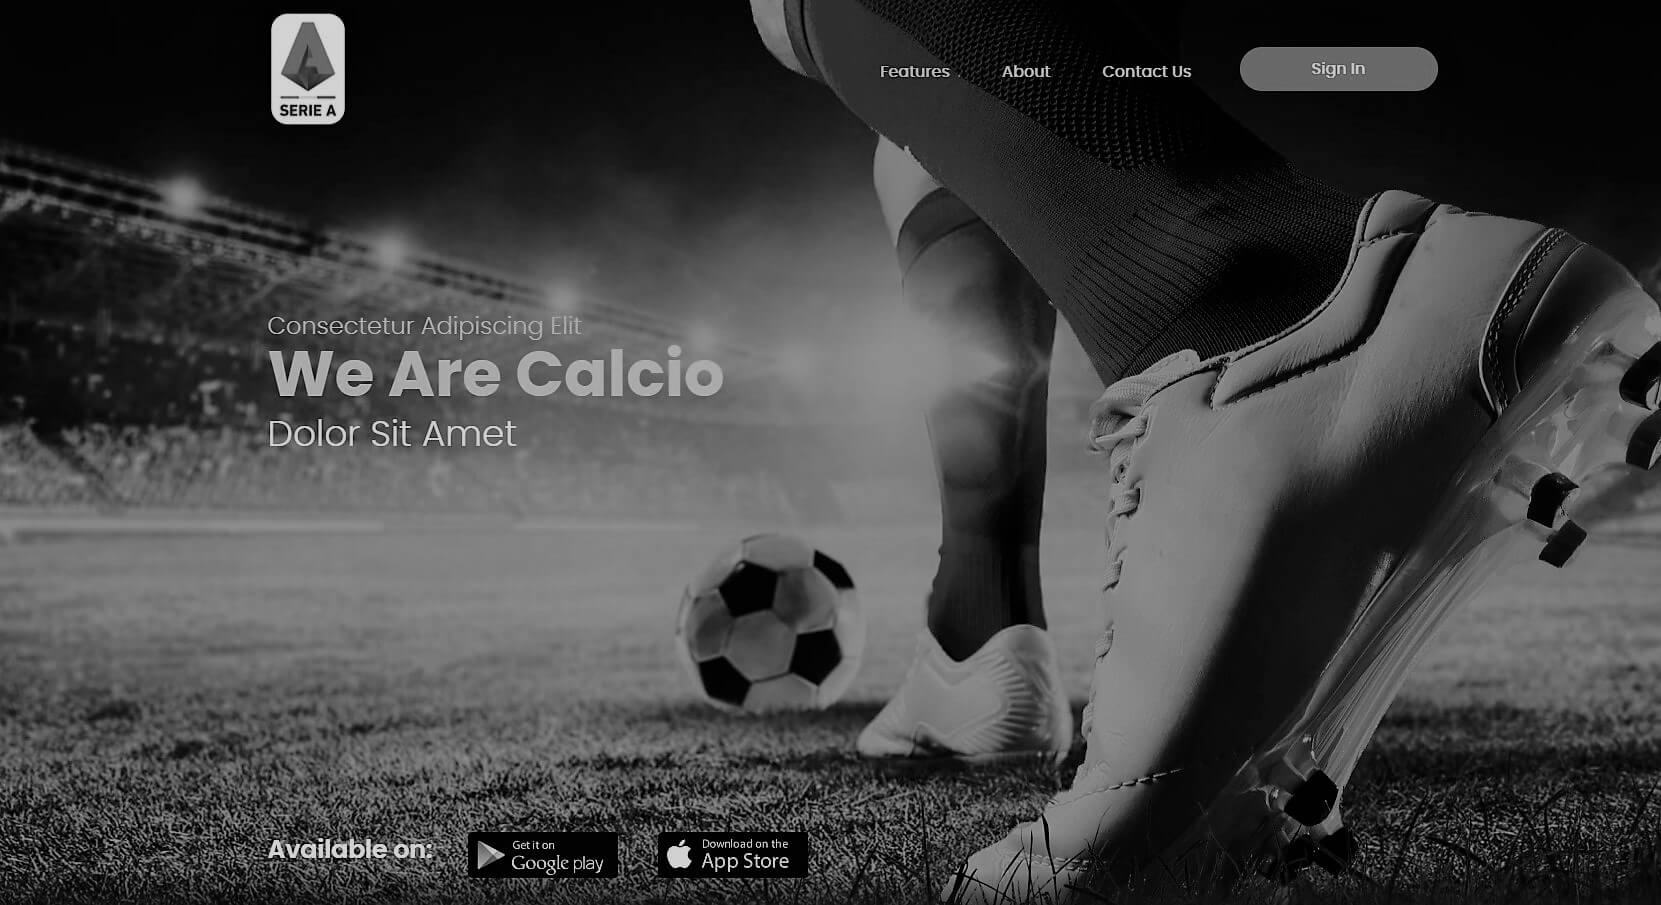 SERIE A
Features
About
Contact Us
Sign In
Consectetur Adipiscing Elit
We Are Calcio
Dolor Sit Amet
Available on:
Get it on
Google play
Download on the
App Store